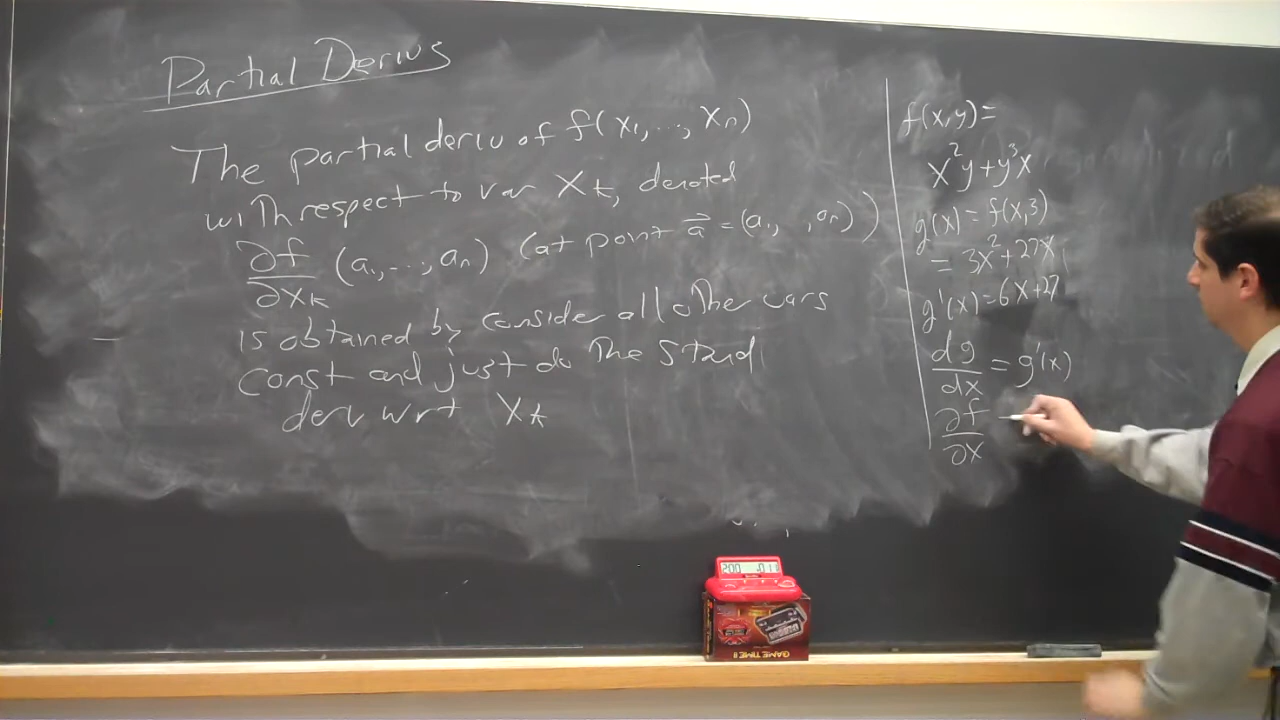 Partial Derivs
The partial deriv of f(x₁,...,xₙ)
with respect to var Xₖ, denoted
∂f/∂xₖ (a₁,...,aₙ) (at point a⃗ = (a₁, ,aₙ))
is obtained by consider all other vars
const and just do the stand
deriv wrt Xₖ
f(x,y)=
x²y+y³x
g(x)=f(x,3)
=3x²+27x
g'(x)=6x+27
dg/dx = g'(x)
∂f/∂x
GAME TIME II